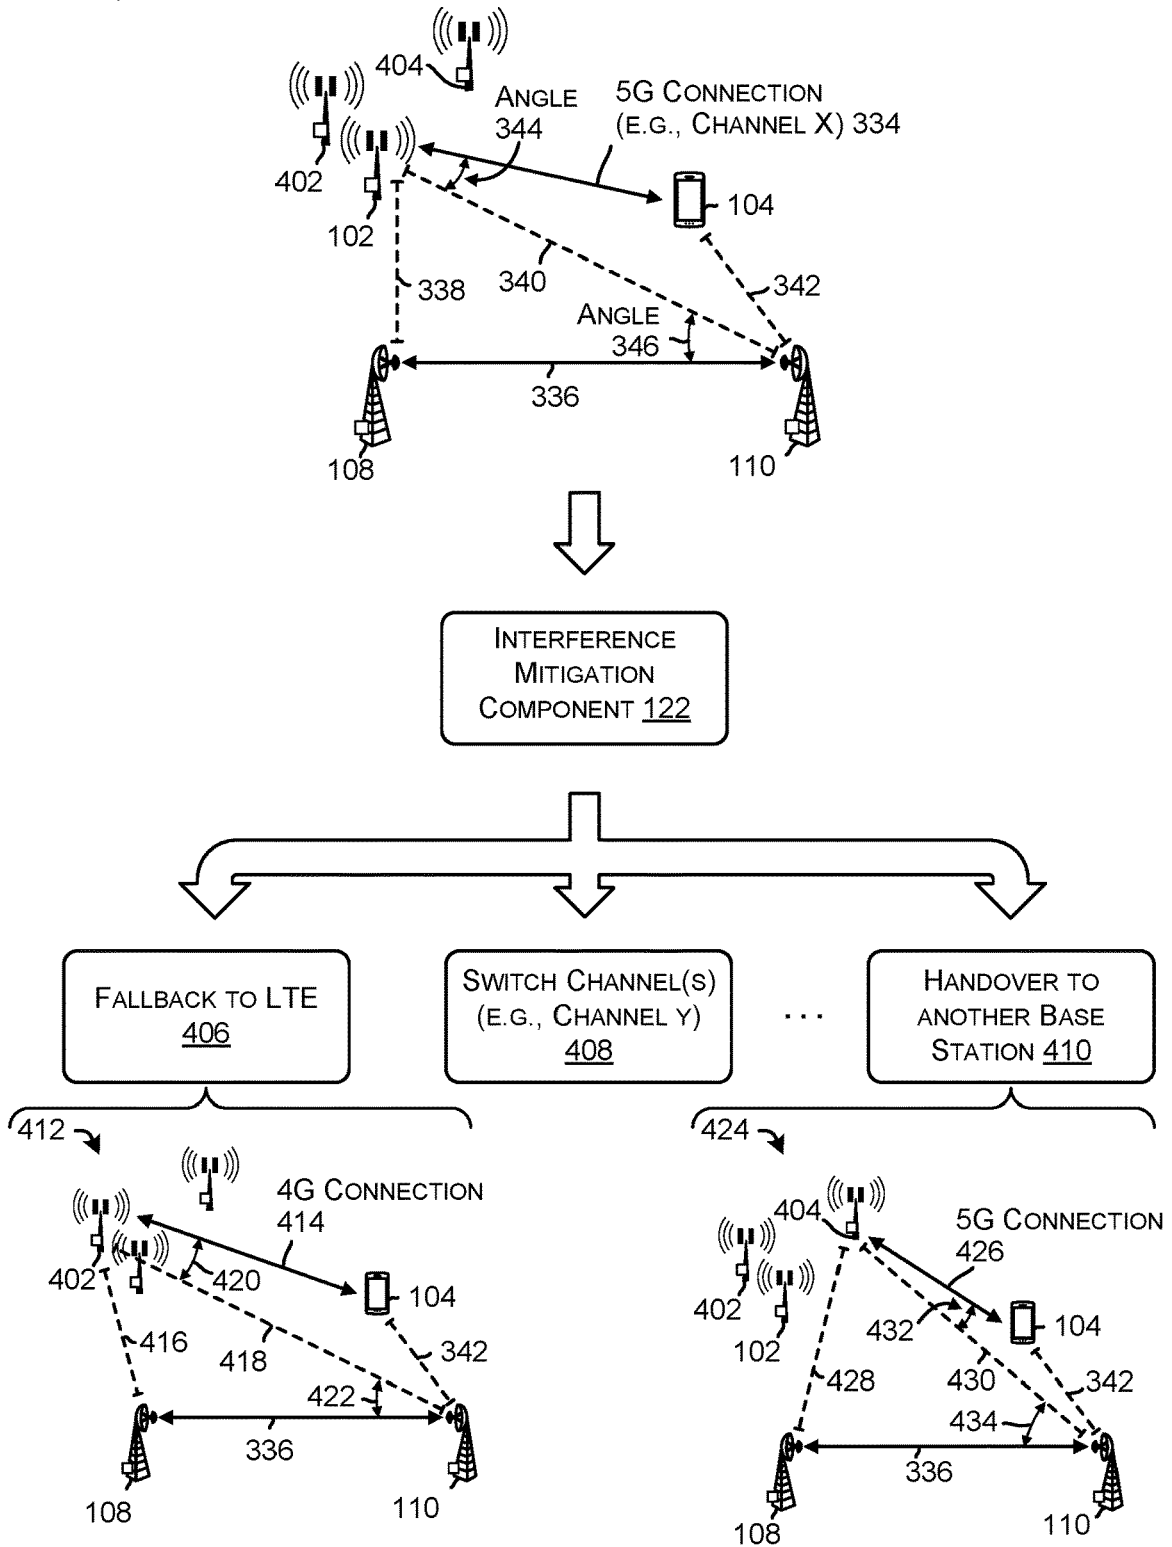 404
ANGLE
344
5G CONNECTION
(E.G., CHANNEL X) 334
402
102
104
338
340
342
ANGLE
346
336
108
110
INTERFERENCE
MITIGATION
COMPONENT 122
FALLBACK TO LTE
406
SWITCH CHANNEL(S)
(E.G., CHANNEL Y)
408
. . .
HANDOVER TO
ANOTHER BASE
STATION 410
412
4G CONNECTION
414
402
420
104
416
418
342
422
336
108
110
424
404
5G CONNECTION
426
402
432
104
102
428
430
342
434
336
108
110